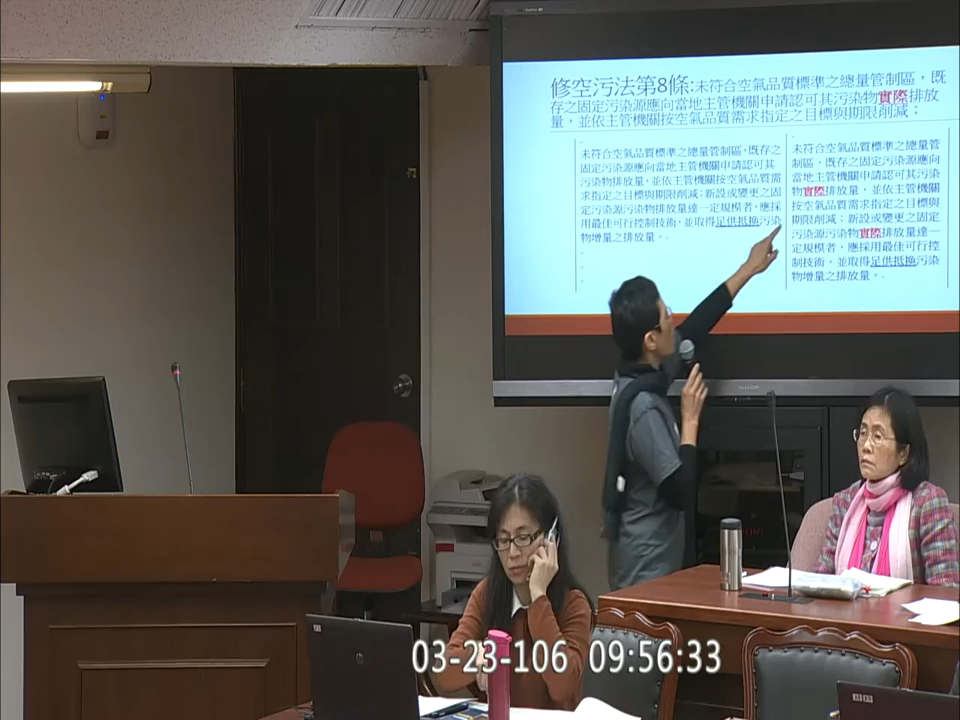 修空污法第8條:未符合空氣品質標準之總量管制區，既
存之固定污染源應向當地主管機關申請認可其污染物實際排放
量，並依主管機關按空氣品質需求指定之目標與期限削減；
未符合空氣品質標準之總量管制區，既存之
固定污染源應向當地主管機關申請認可其
污染物排放量，並依主管機關按空氣品質需
求指定之目標與期限削減；新設或變更之固
定污染源污染物排放量達一定規模者，應採
用最佳可行控制技術，並取得足供抵換污染
物增量之排放量。
未符合空氣品質標準之總量管
制區，既存之固定污染源應向
當地主管機關申請認可其污染
物實際排放量，並依主管機關
按空氣品質需求指定之目標與
期限削減；新設或變更之固定
污染源污染物實際排放量達一
定規模者，應採用最佳可行控
制技術，並取得足供抵換污染
物增量之排放量。
SHARP
03-23-106 09:56:33